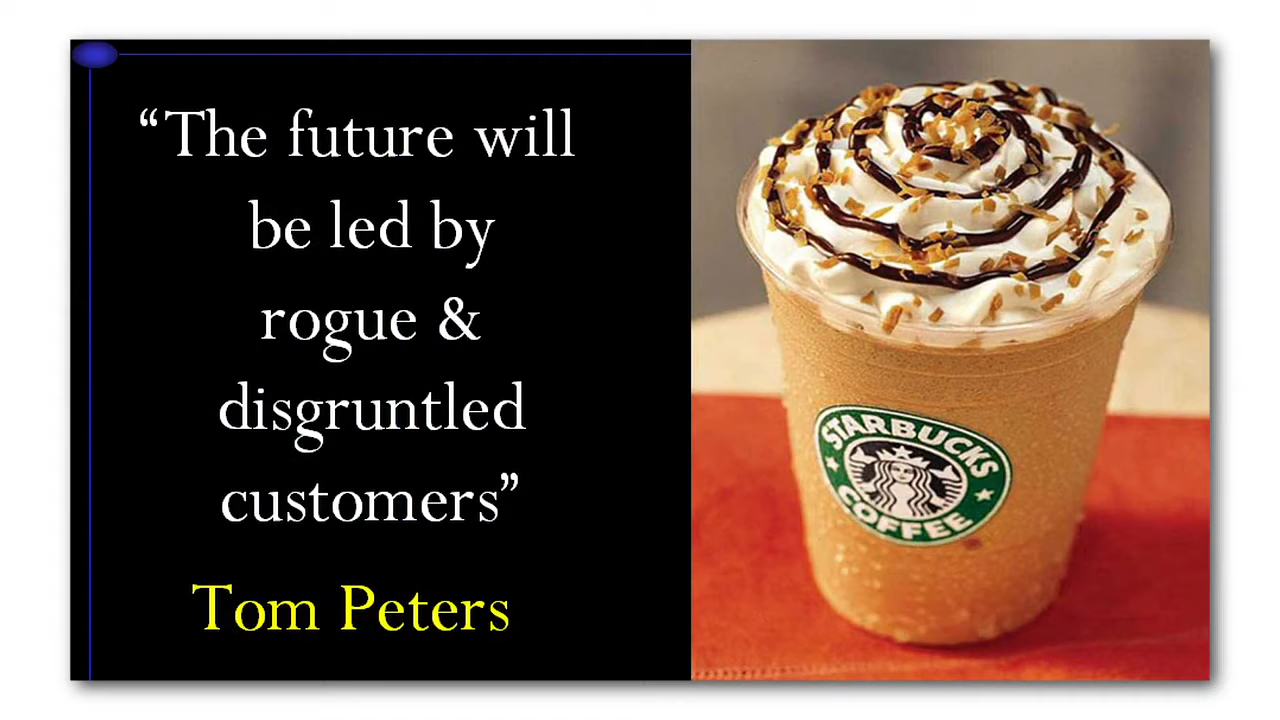 “The future will
be led by
rogue &
disgruntled
customers”
Tom Peters
STARBUCKS
COFFEE